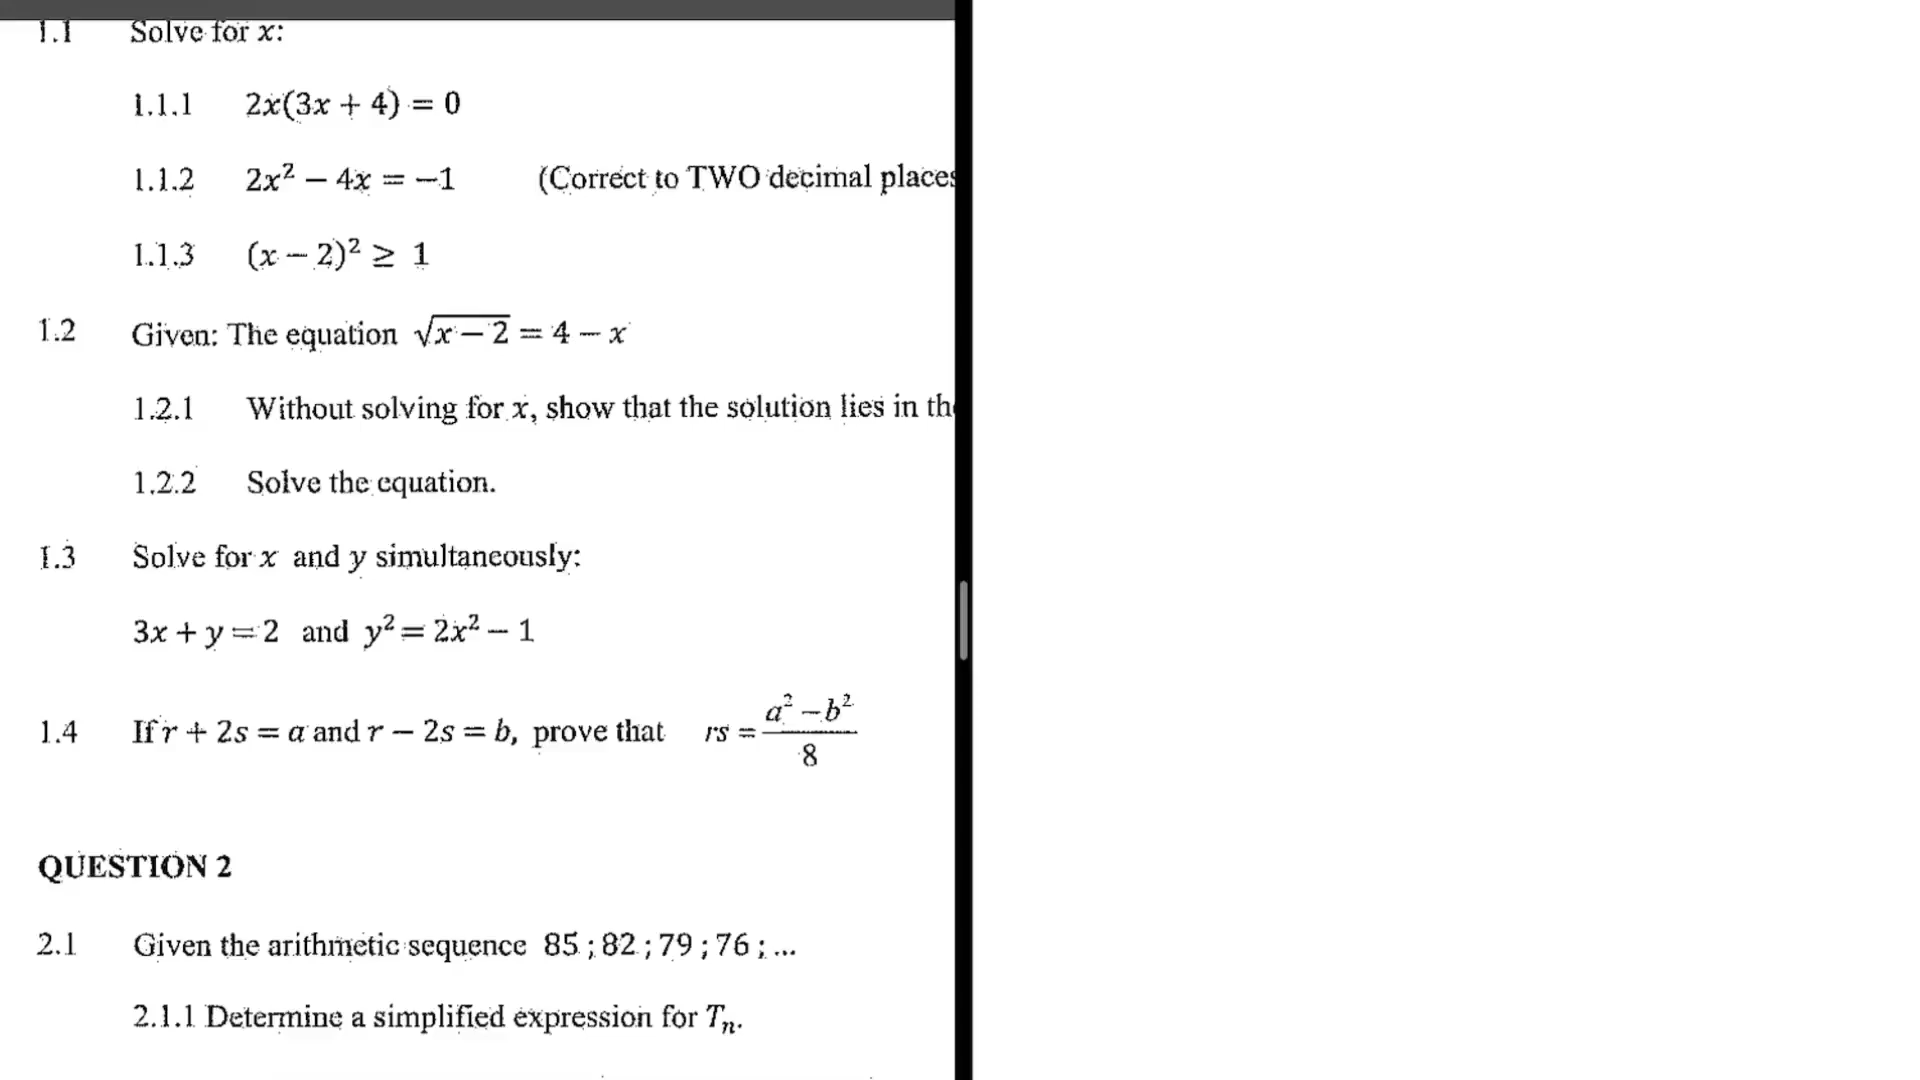 1.1 Solve for x:
1.1.1 2x(3x + 4) = 0
1.1.2 2x² − 4x = −1 (Correct to TWO decimal places
1.1.3 (x − 2)² ≥ 1
1.2 Given: The equation √(x − 2) = 4 − x
1.2.1 Without solving for x, show that the solution lies in
1.2.2 Solve the equation.
1.3 Solve for x and y simultaneously:
3x + y = 2 and y² = 2x² − 1
1.4 If r + 2s = a and r − 2s = b, prove that rs = (a² − b²)/8
QUESTION 2
2.1 Given the arithmetic sequence 85 ; 82 ; 79 ; 76 ; ...
2.1.1 Determine a simplified expression for Tₙ.